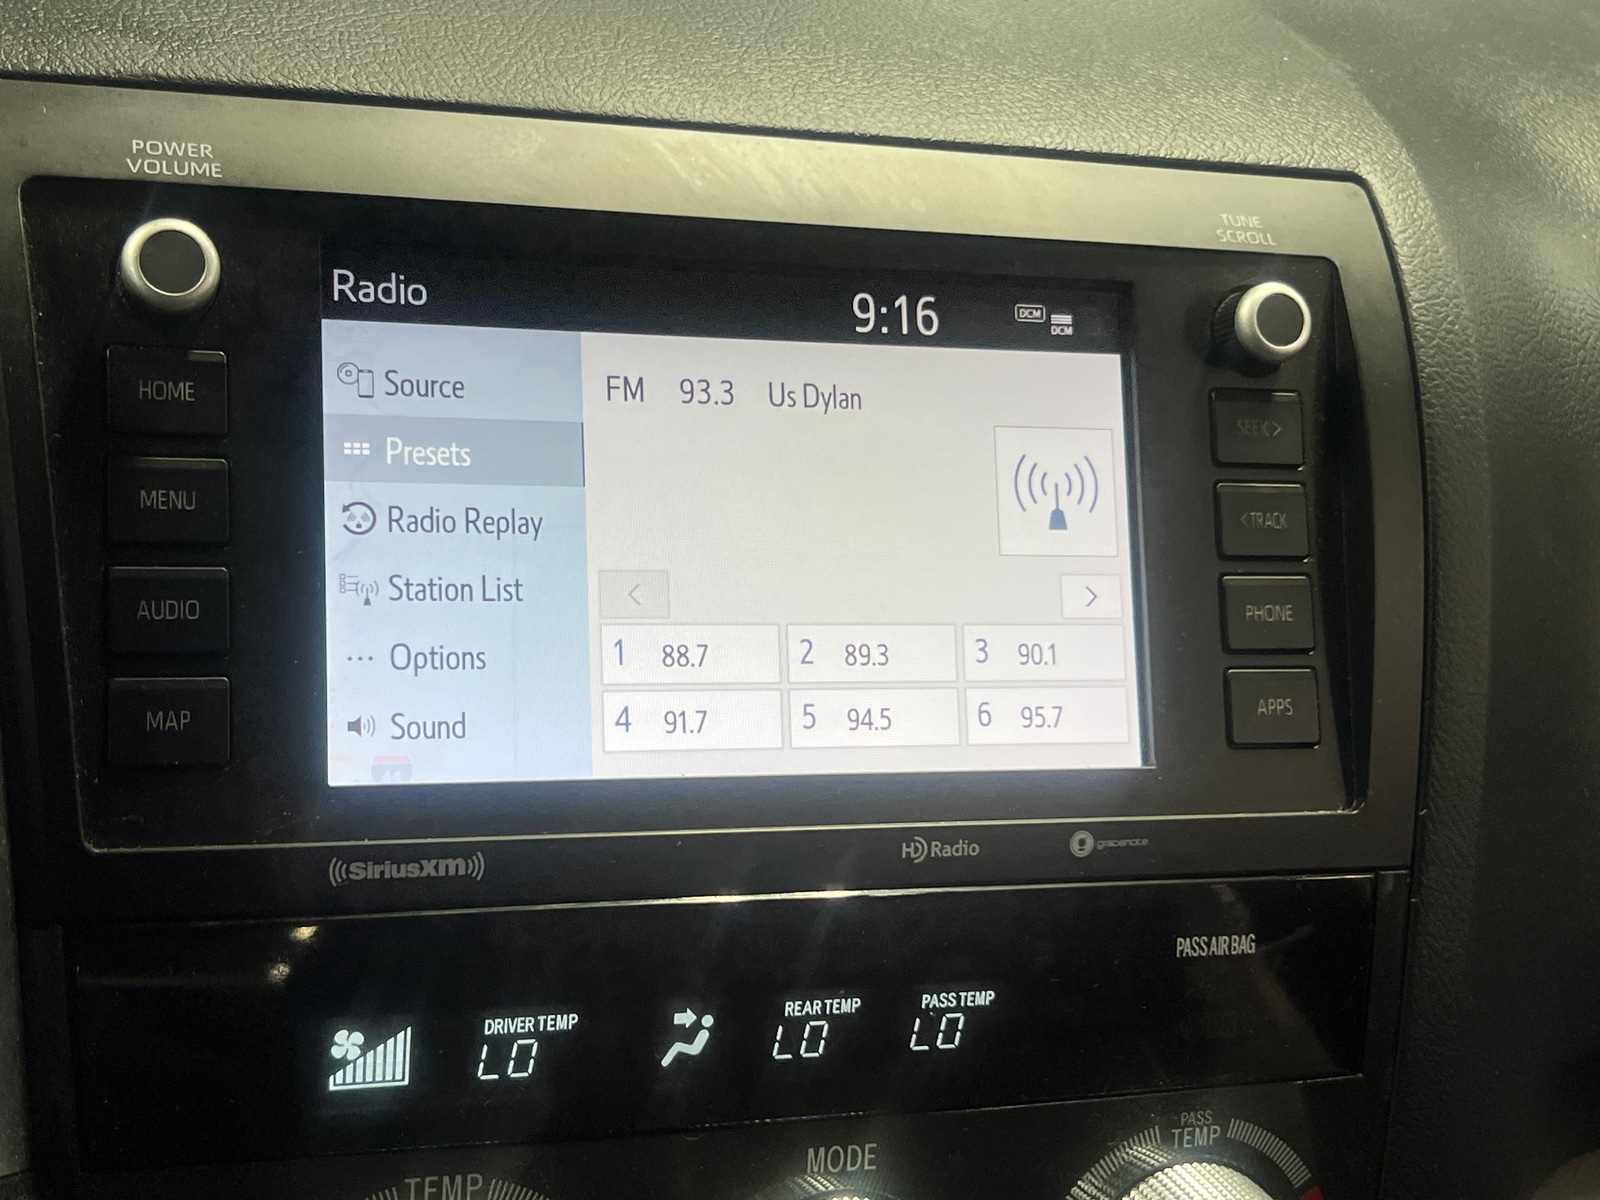 POWER
VOLUME
TUNE
SCROLL
Radio
9:16
DCM
DCM
HOME
MENU
AUDIO
MAP
Source
Presets
Radio Replay
Station List
Options
Sound
FM 93.3 Us Dylan
<
>
1 88.7
2 89.3
3 90.1
4 91.7
5 94.5
6 95.7
SEEK>
<TRACK
PHONE
APPS
SiriusXM
HD Radio
gracenote
PASS AIR BAG
DRIVER TEMP
LO
REAR TEMP
LO
PASS TEMP
LO
TEMP
MODE
PASS
TEMP